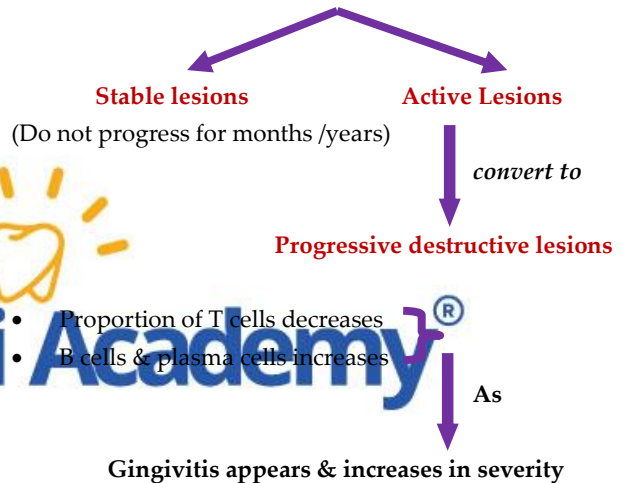 Stable lesions
Active Lesions
(Do not progress for months /years)
convert to
Progressive destructive lesions
• Proportion of T cells decreases
• B cells & plasma cells increases
i Academy®
As
Gingivitis appears & increases in severity